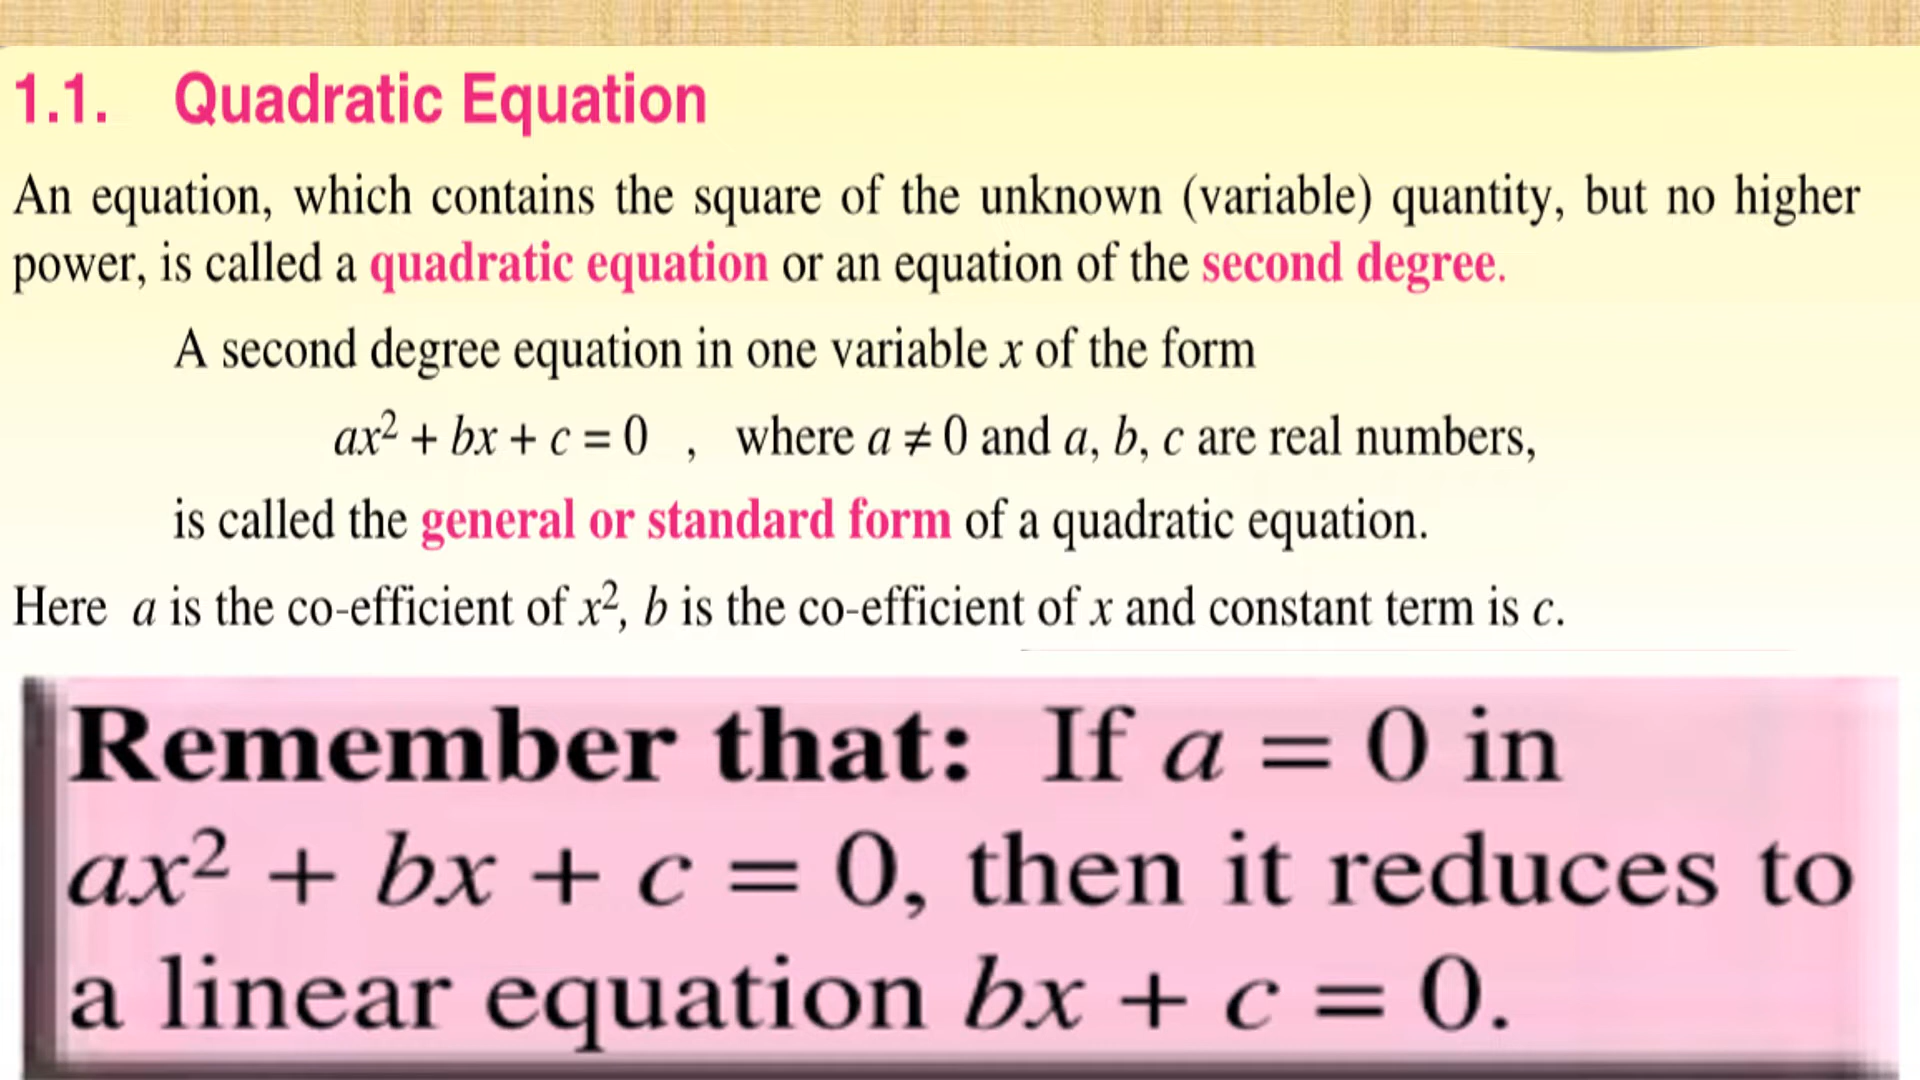 1.1. Quadratic Equation
An equation, which contains the square of the unknown (variable) quantity, but no higher
power, is called a quadratic equation or an equation of the second degree.
A second degree equation in one variable x of the form
ax² + bx + c = 0 , where a ≠ 0 and a, b, c are real numbers,
is called the general or standard form of a quadratic equation.
Here a is the co-efficient of x², b is the co-efficient of x and constant term is c.
Remember that: If a = 0 in
ax² + bx + c = 0, then it reduces to
a linear equation bx + c = 0.